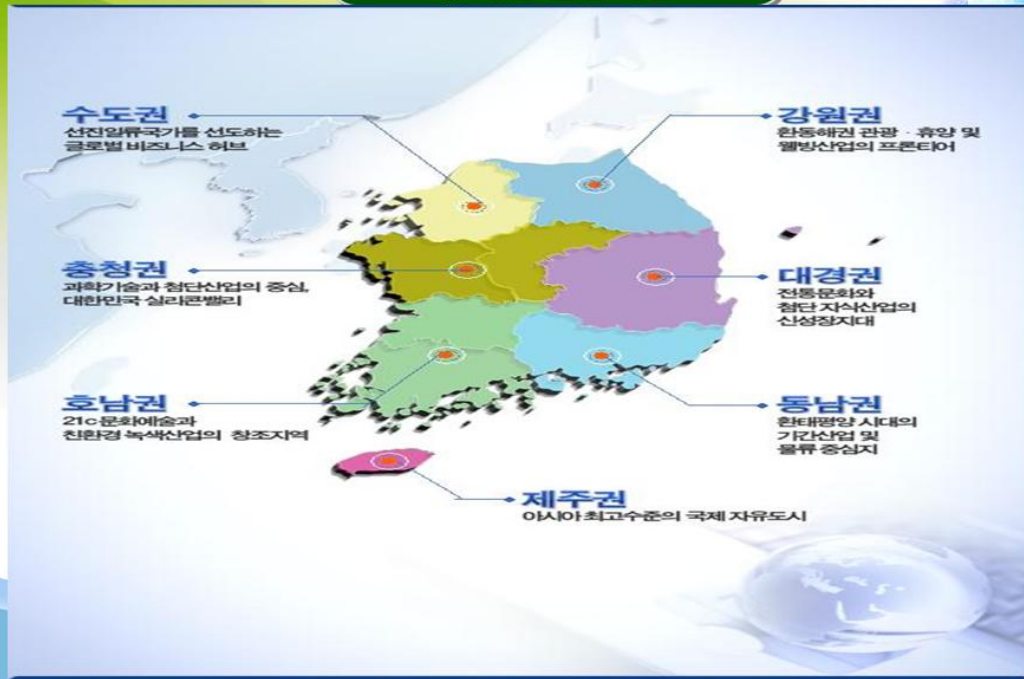 수도권
선진일류국가를 선도하는
글로벌 비즈니스 허브
강원권
환동해권 관광 · 휴양 및
웰빙산업의 프론티어
충청권
과학기술과 첨단산업의 중심,
대한민국 실리콘밸리
대경권
전통문화와
첨단 지식산업의
신성장지대
호남권
21c 문화예술과
친환경 녹색산업의 창조지역
동남권
환태평양 시대의
기간산업 및
물류 중심지
제주권
아시아 최고수준의 국제 자유도시